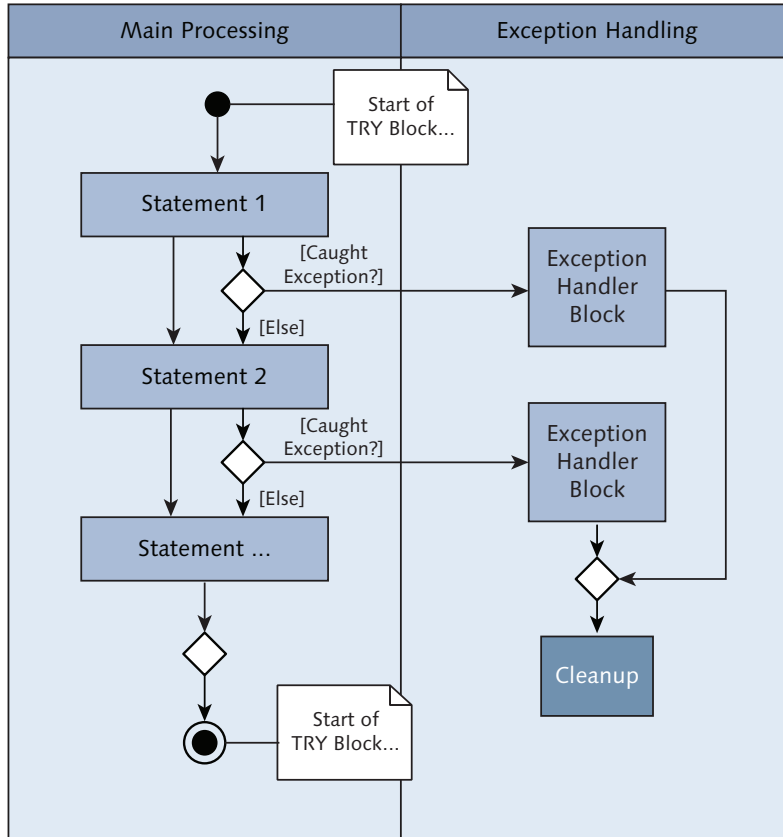 Main Processing
Exception Handling
Start of
TRY Block...
Statement 1
[Caught
Exception?]
Exception
Handler
Block
[Else]
Statement 2
[Caught
Exception?]
Exception
Handler
Block
[Else]
Statement ...
Cleanup
Start of
TRY Block...